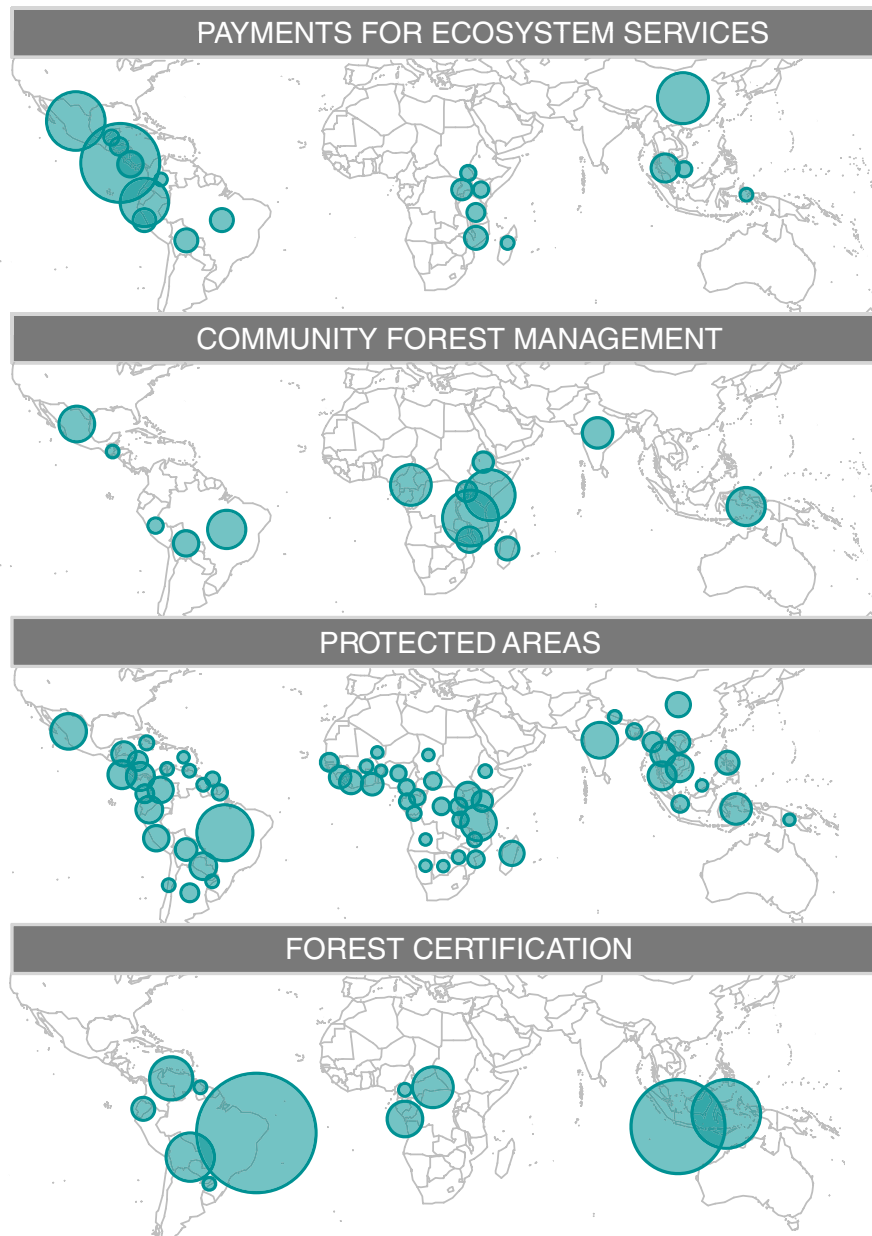 PAYMENTS FOR ECOSYSTEM SERVICES
COMMUNITY FOREST MANAGEMENT
PROTECTED AREAS
FOREST CERTIFICATION